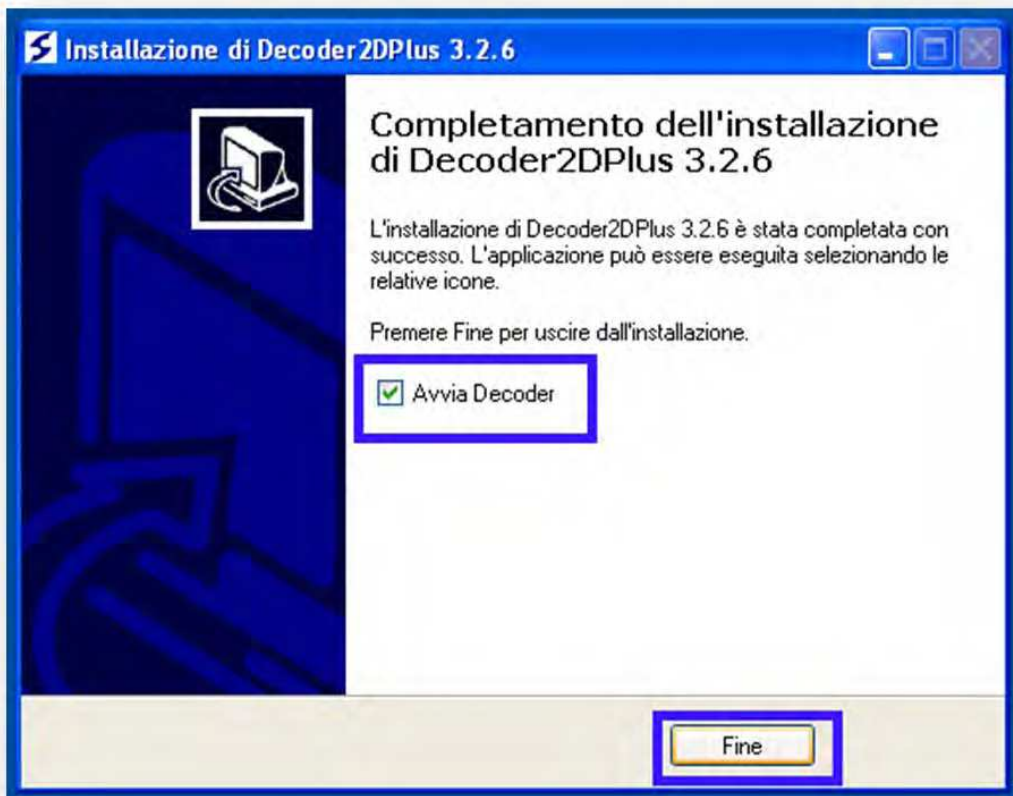 Installazione di Decoder2DPlus 3.2.6
Completamento dell'installazione
di Decoder2DPlus 3.2.6
L'installazione di Decoder2DPlus 3.2.6 è stata completata con
successo. L'applicazione può essere eseguita selezionando le
relative icone.
Premere Fine per uscire dall'installazione.
Avvia Decoder
Fine